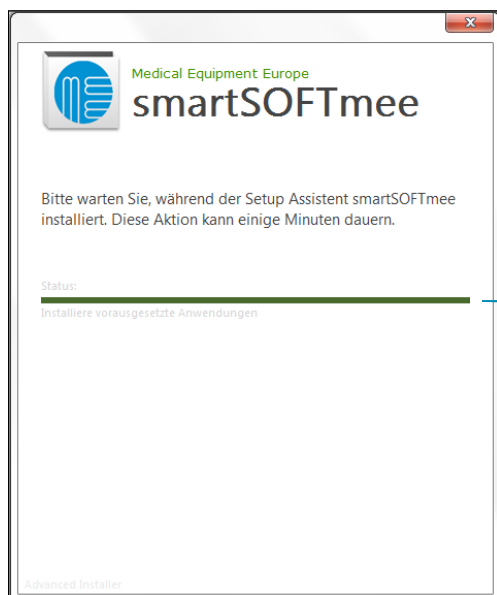 Medical Equipment Europe
smartSOFTmee
Bitte warten Sie, während der Setup Assistent smartSOFTmee
installiert. Diese Aktion kann einige Minuten dauern.
Status:
Installiere vorausgesetzte Anwendungen
Advanced Installer